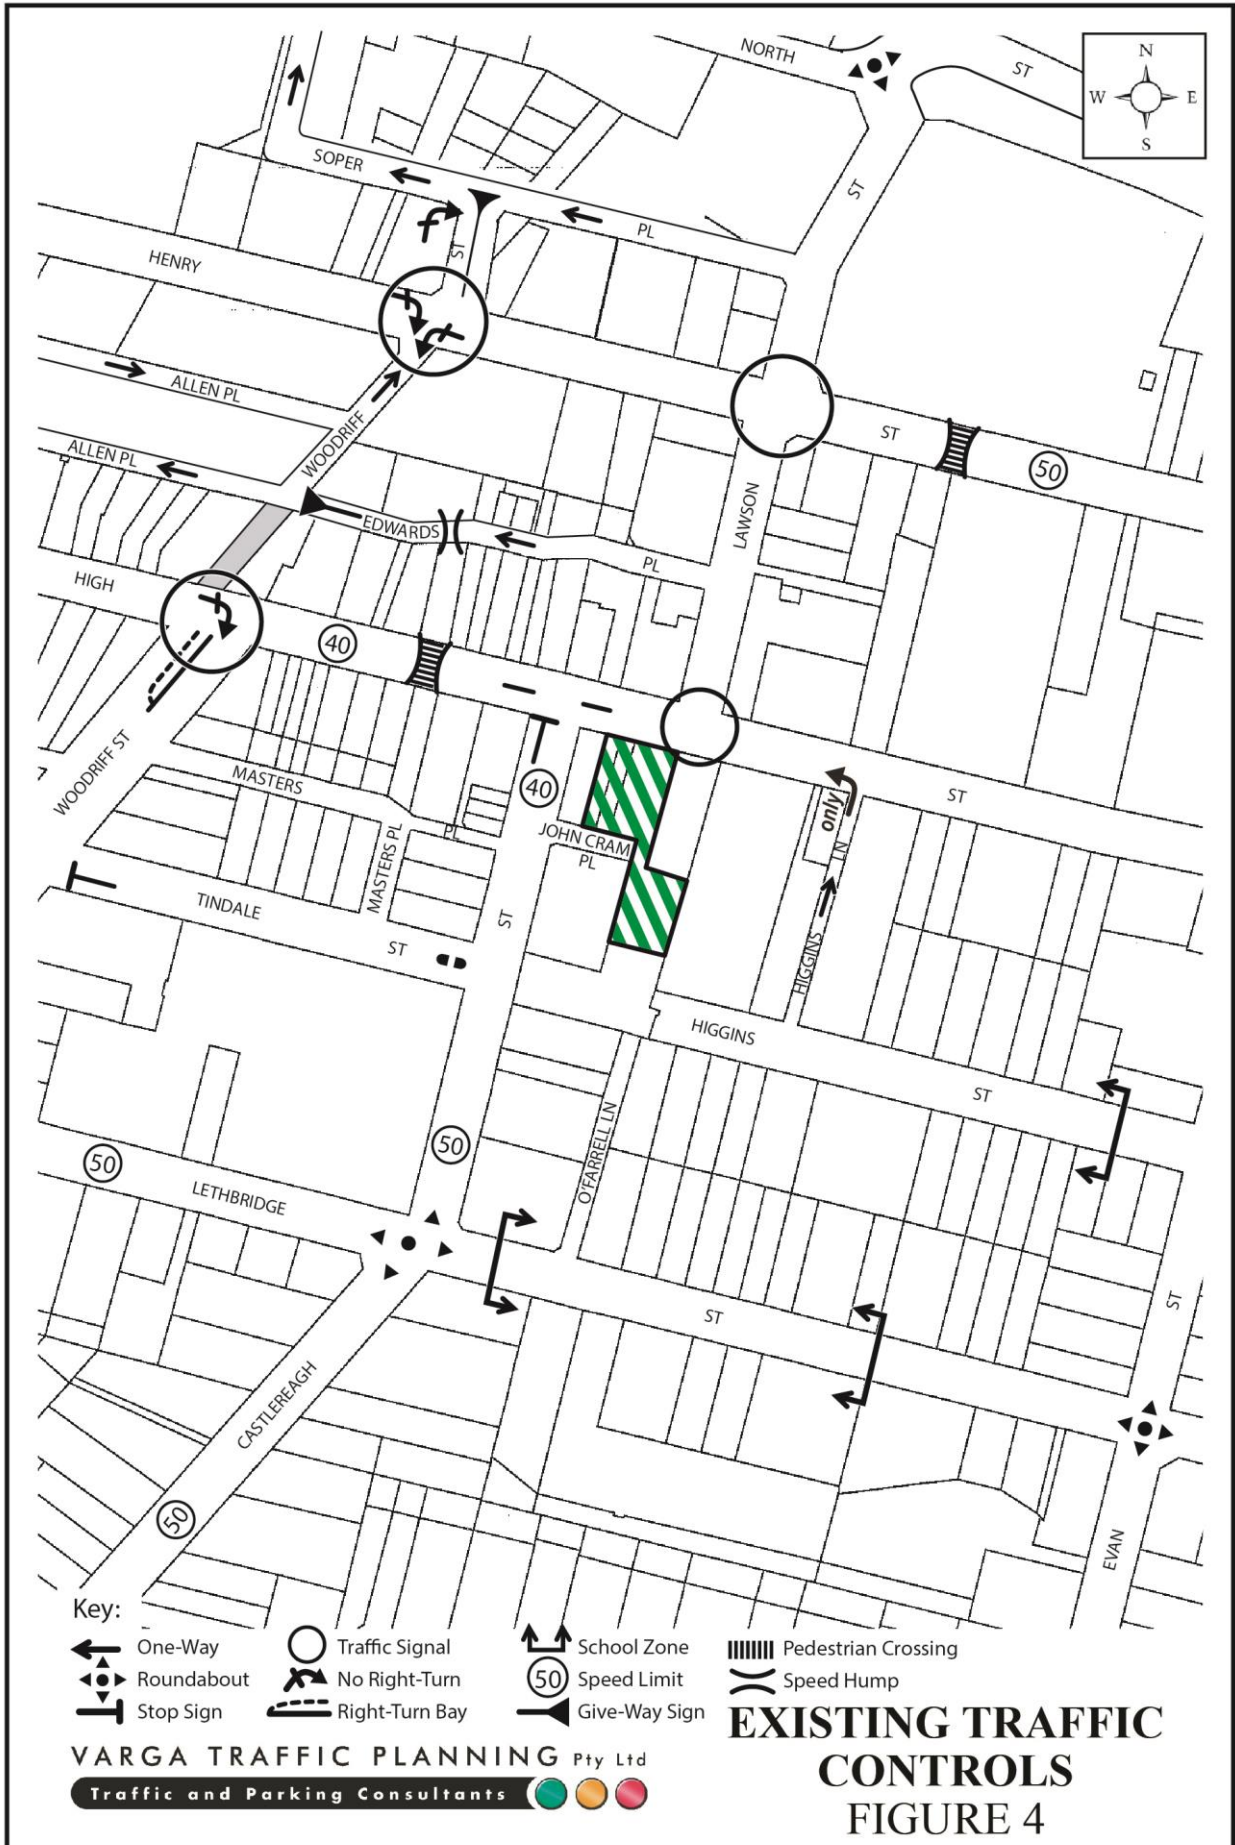 NORTH
ST
N
W E
S
SOPER
ST
PL
ST
HENRY
ALLEN PL
WOODRIFF
ST
50
ALLEN PL
LAWSON
EDWARDS
PL
HIGH
40
WOODRIFF ST
MASTERS
40
ST
only
JOHN CRAM
PL
PL
MASTERS PL
LN
TINDALE
ST
ST
HIGGINS
HIGGINS
ST
O'FARRELL LN
50
50
LETHBRIDGE
ST
ST
CASTLEREAGH
50
EVAN
Key:
One-Way
Traffic Signal
School Zone
Pedestrian Crossing
Roundabout
No Right-Turn
50 Speed Limit
Speed Hump
Stop Sign
Right-Turn Bay
Give-Way Sign
EXISTING TRAFFIC
CONTROLS
FIGURE 4
VARGA TRAFFIC PLANNING Pty Ltd
Traffic and Parking Consultants